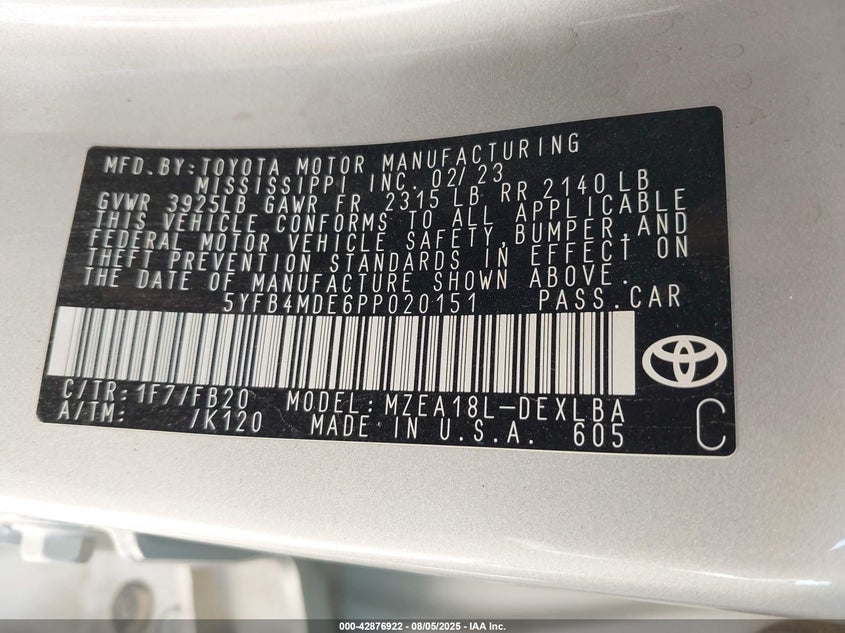 MFD.BY:TOYOTA MOTOR MANUFACTURING
MISSISSIPPI INC. 02/23
GVWR 3925LB GAWR FR 2315 LB RR 2140 LB
THIS VEHICLE CONFORMS TO ALL APPLICABLE
FEDERAL MOTOR VEHICLE SAFETY,BUMPER,AND
THEFT PREVENTION STANDARDS IN EFFECT ON
THE DATE OF MANUFACTURE SHOWN ABOVE.
5YFB4MDE6PP020151 PASS.CAR
C/TR:1F7/FB20 MODEL:MZEA18L-DEXLBA
A/TM: /K120 MADE IN U.S.A. 605 C
000-42876922 - 08/05/2025 - IAA Inc.